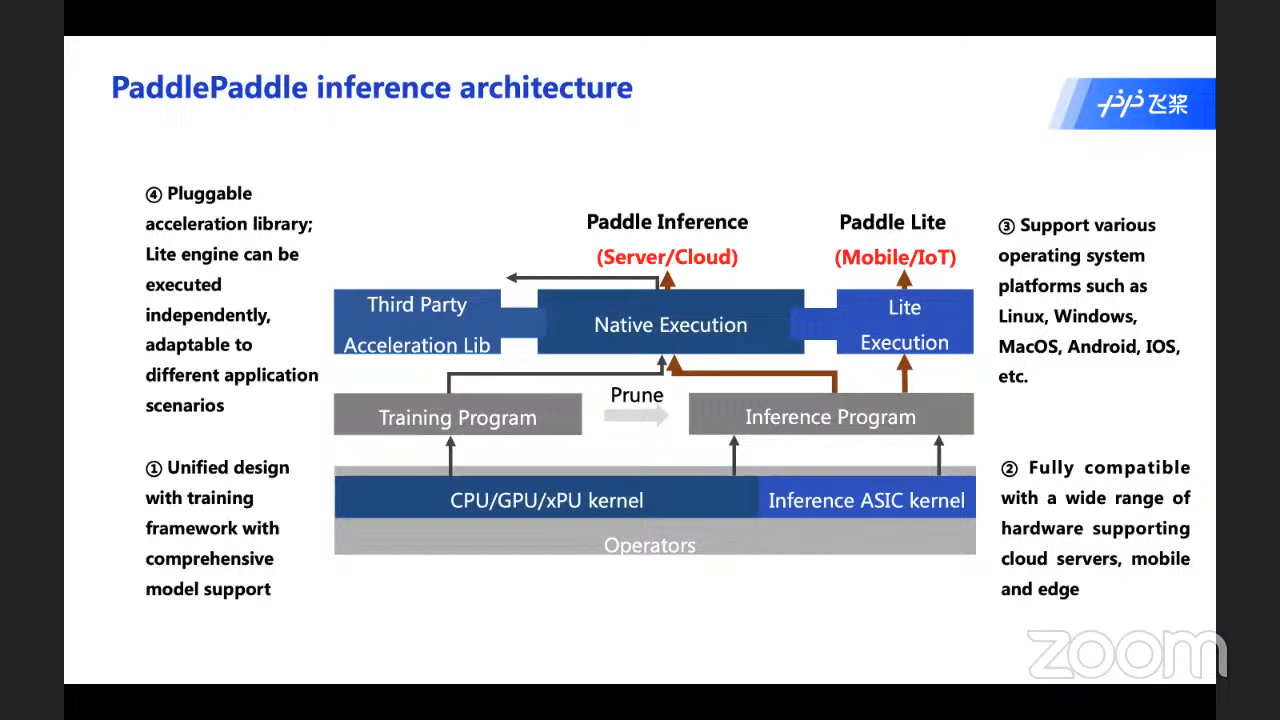 PaddlePaddle inference architecture
飞桨
④ Pluggable
acceleration library;
Lite engine can be
executed
independently,
adaptable to
different application
scenarios
① Unified design
with training
framework with
comprehensive
model support
Paddle Inference
(Server/Cloud)
Paddle Lite
(Mobile/IoT)
Third Party
Acceleration Lib
Native Execution
Lite
Execution
Training Program
Prune
Inference Program
CPU/GPU/xPU kernel
Inference ASIC kernel
Operators
③ Support various
operating system
platforms such as
Linux, Windows,
MacOS, Android, IOS,
etc.
② Fully compatible
with a wide range of
hardware supporting
cloud servers, mobile
and edge
zoom